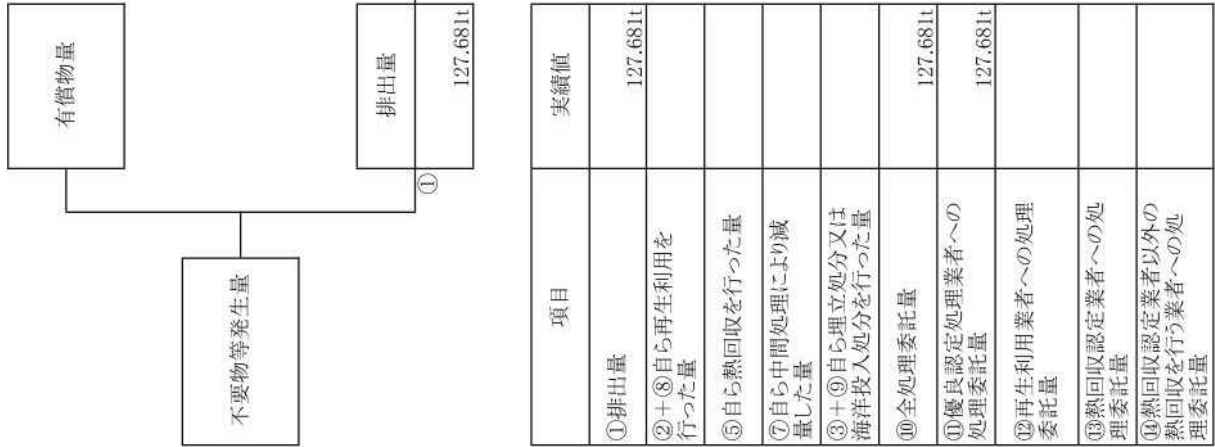 有償物量
不要物等発生量
排出量
①
127.681t
項目
実績値
①排出量
127.681t
②+⑧自ら再生利用を
行った量
⑤自ら熱回収を行った量
⑦自ら中間処理により減
量した量
③+⑨自ら埋立処分又は
海洋投入処分を行った量
⑩全処理委託量
127.681t
⑪優良認定処理業者への
処理委託量
127.681t
⑫再生利用業者への処理
委託量
⑬熱回収認定業者への処
理委託量
⑭熱回収認定業者以外の
熱回収を行う業者への処
理委託量